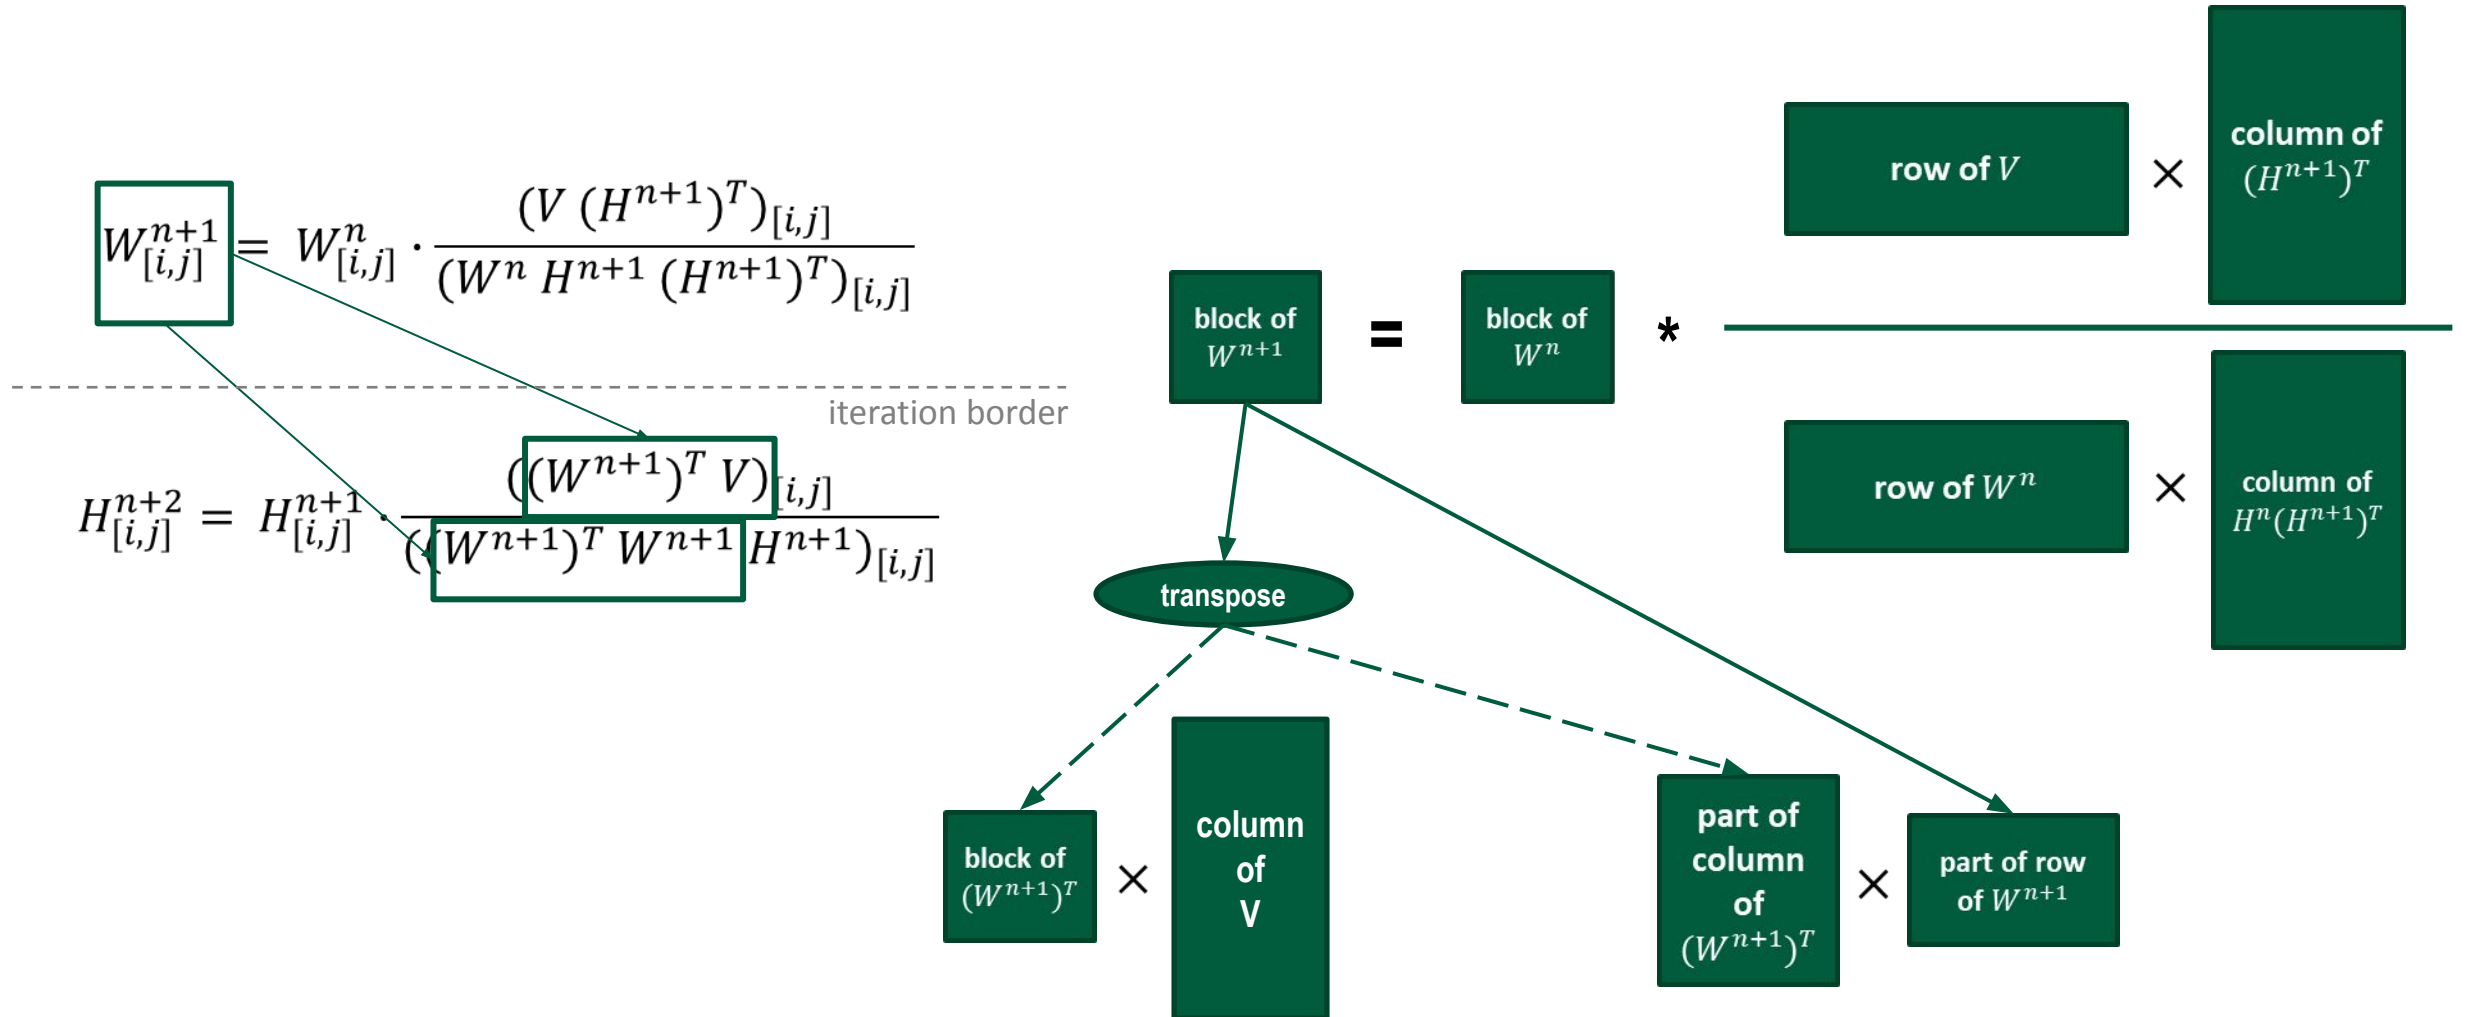 W^{n+1}_{[i,j]} = W^n_{[i,j]} · \frac{(V (H^{n+1})^T)_{[i,j]}}{(W^n H^{n+1} (H^{n+1})^T)_{[i,j]}}
iteration border
H^{n+2}_{[i,j]} = H^{n+1}_{[i,j]} · \frac{((W^{n+1})^T V)_{[i,j]}}{((W^{n+1})^T W^{n+1} H^{n+1})_{[i,j]}}
row of V
×
column of
(H^{n+1})^T
block of
W^{n+1}
=
block of
W^n
*
row of W^n
×
column of
H^n(H^{n+1})^T
transpose
block of
(W^{n+1})^T
×
column
of
V
part of
column
of
(W^{n+1})^T
×
part of row
of W^{n+1}